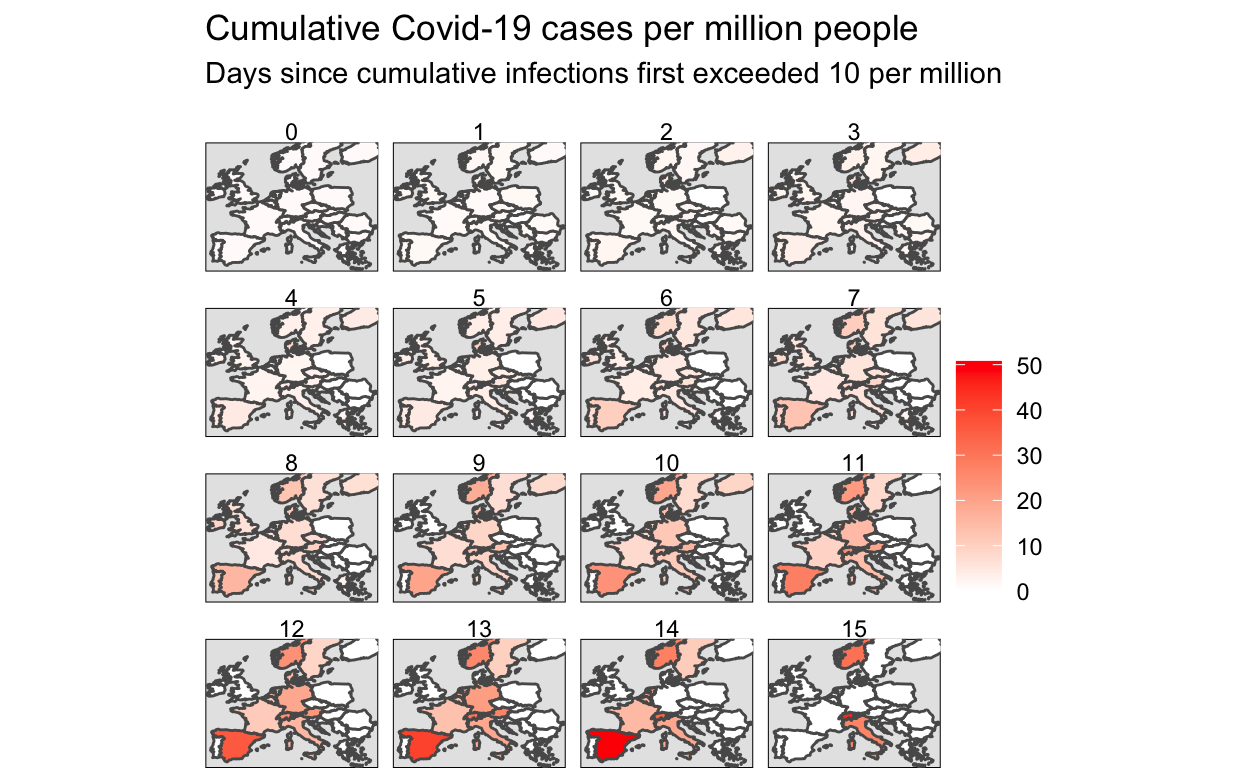 Cumulative Covid-19 cases per million people
Days since cumulative infections first exceeded 10 per million
0 1 2 3
4 5 6 7
8 9 10 11
12 13 14 15
50
40
30
20
10
0